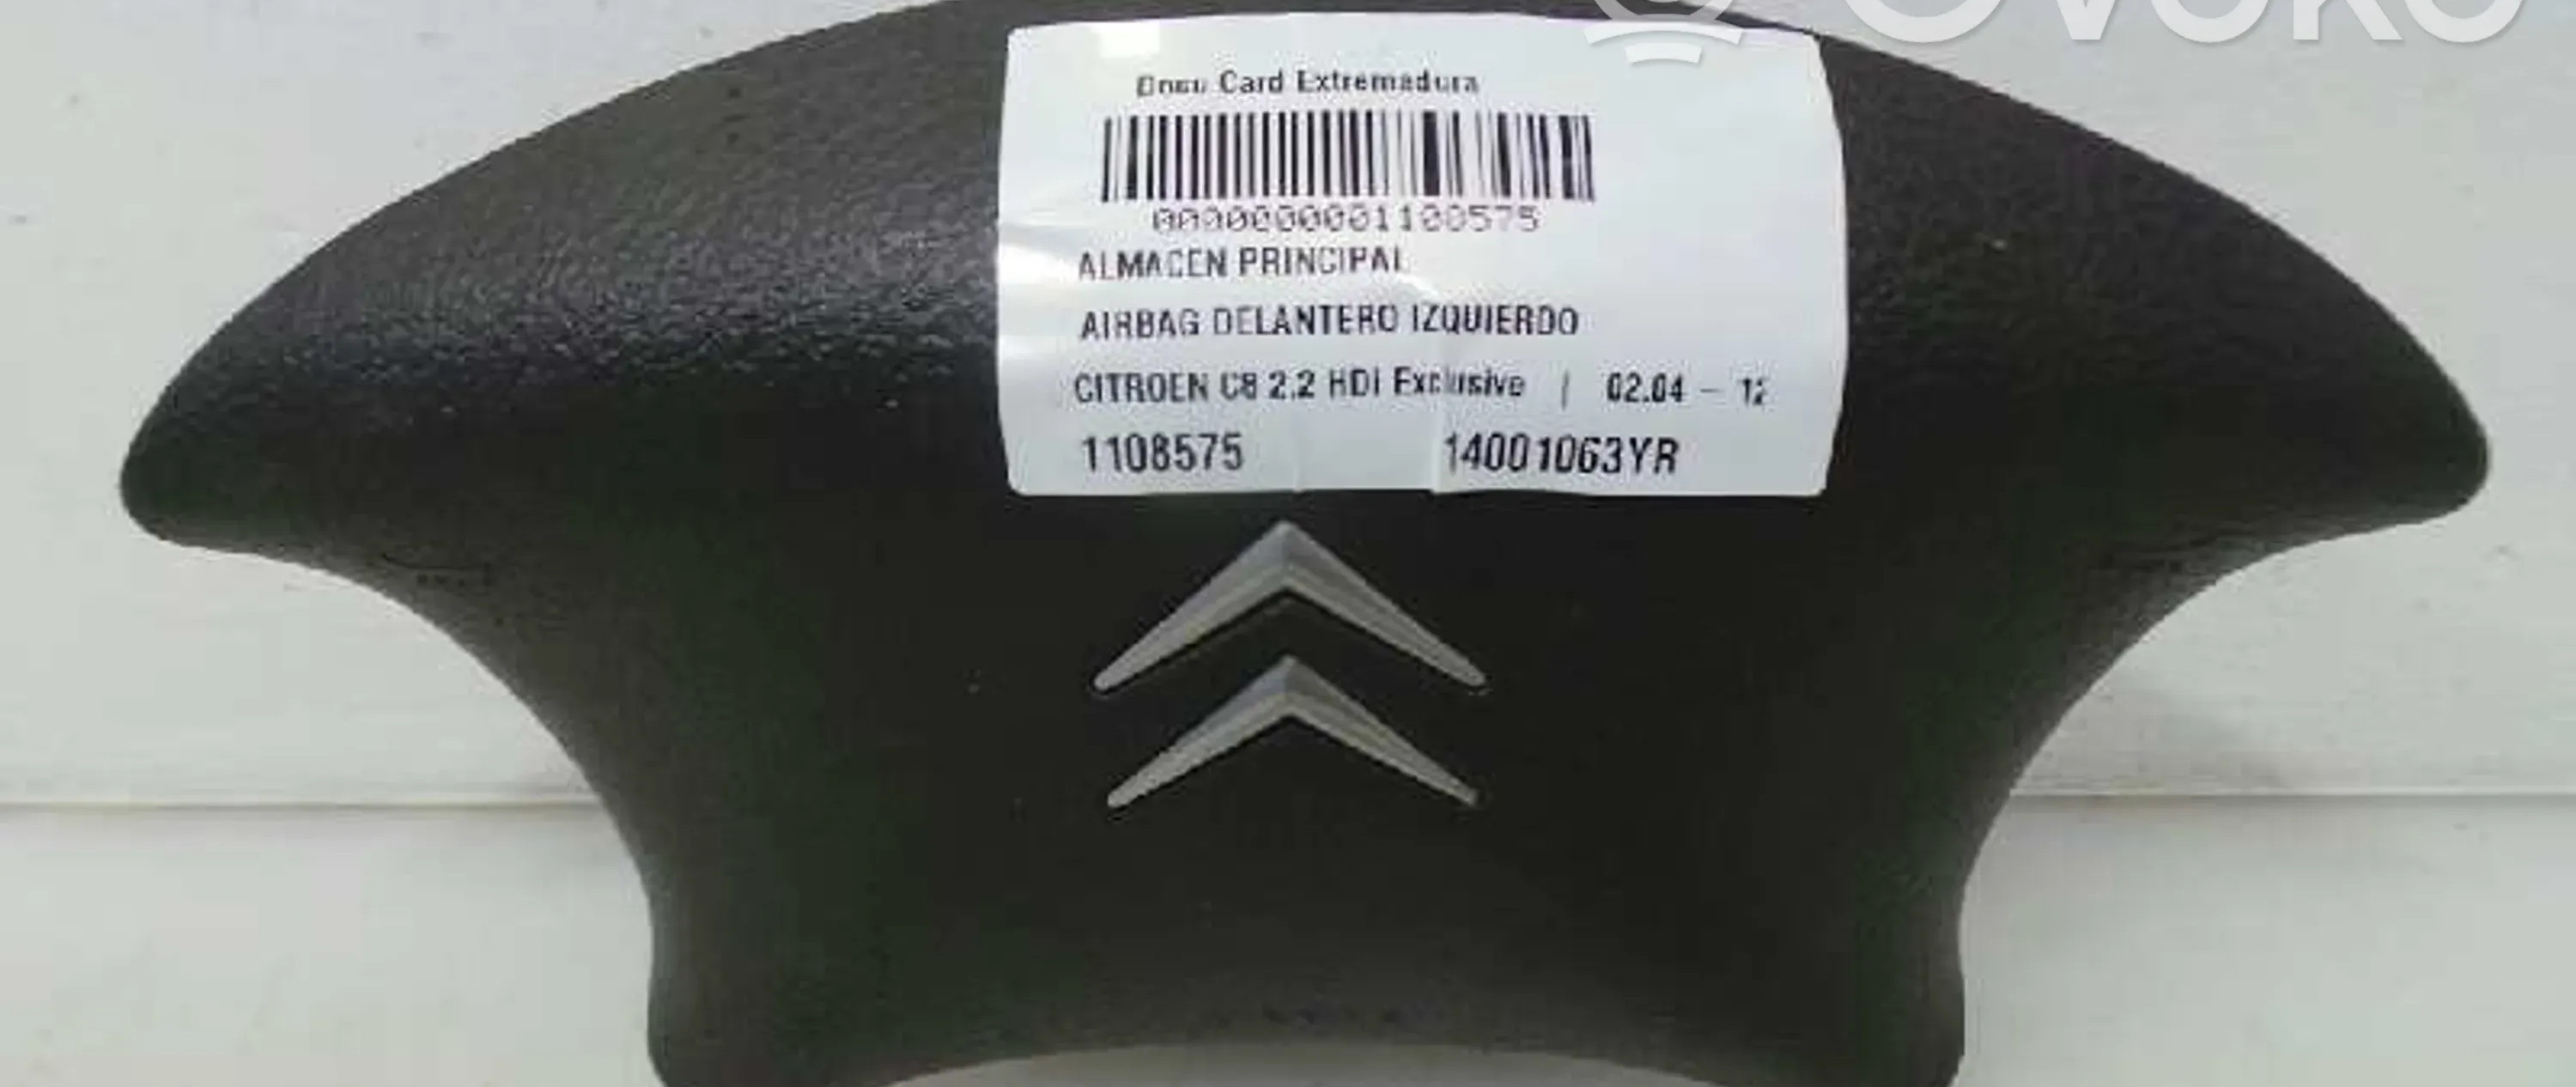 OVOKO
Card Extremadura
0000000001108575
ALMACEN PRINCIPAL
AIRBAG DELANTERO IZQUIERDO
CITROEN C8 2.2 HDi Exclusive | 02.04 - 12
1108575 14001063YR